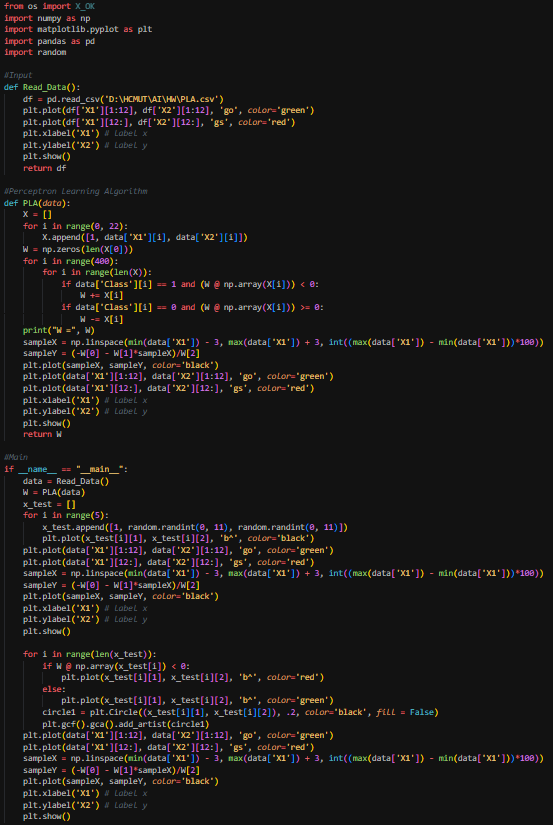 from os import X_OK
import numpy as np
import matplotlib.pyplot as plt
import pandas as pd
import random

#Input
def Read_Data():
    df = pd.read_csv('D:\HCMUT\AI\HW\PLA.csv')
    plt.plot(df['X1'][1:12], df['X2'][1:12], 'go', color='green')
    plt.plot(df['X1'][12:], df['X2'][12:], 'gs', color='red')
    plt.xlabel('X1') # label x
    plt.ylabel('X2') # label y
    plt.show()
    return df

#Perceptron Learning Algorithm
def PLA(data):
    X = []
    for i in range(0, 22):
        X.append([1, data['X1'][i], data['X2'][i]])
    W = np.zeros(len(X[0]))
    for i in range(400):
        for i in range(len(X)):
            if data['Class'][i] == 1 and (W @ np.array(X[i])) < 0:
                W += X[i]
            if data['Class'][i] == 0 and (W @ np.array(X[i])) >= 0:
                W -= X[i]
    print("W =", W)
    sampleX = np.linspace(min(data['X1']) - 3, max(data['X1']) + 3, int((max(data['X1']) - min(data['X1']))*100))
    sampleY = (-W[0] - W[1]*sampleX)/W[2]
    plt.plot(sampleX, sampleY, color='black')
    plt.plot(data['X1'][1:12], data['X2'][1:12], 'go', color='green')
    plt.plot(data['X1'][12:], data['X2'][12:], 'gs', color='red')
    plt.xlabel('X1') # label x
    plt.ylabel('X2') # label y
    plt.show()
    return W

#Main
if __name__ == "__main__":
    data = Read_Data()
    W = PLA(data)
    x_test = []
    for i in range(5):
        x_test.append([1, random.randint(0, 11), random.randint(0, 11)])
        plt.plot(x_test[i][1], x_test[i][2], 'b^', color='black')
    plt.plot(data['X1'][1:12], data['X2'][1:12], 'go', color='green')
    plt.plot(data['X1'][12:], data['X2'][12:], 'gs', color='red')
    sampleX = np.linspace(min(data['X1']) - 3, max(data['X1']) + 3, int((max(data['X1']) - min(data['X1']))*100))
    sampleY = (-W[0] - W[1]*sampleX)/W[2]
    plt.plot(sampleX, sampleY, color='black')
    plt.xlabel('X1') # label x
    plt.ylabel('X2') # label y
    plt.show()

    for i in range(len(x_test)):
        if W @ np.array(x_test[i]) < 0:
            plt.plot(x_test[i][1], x_test[i][2], 'b^', color='red')
        else:
            plt.plot(x_test[i][1], x_test[i][2], 'b^', color='green')
        circle1 = plt.Circle((x_test[i][1], x_test[i][2]), .2, color='black', fill = False)
        plt.gcf().gca().add_artist(circle1)
    plt.plot(data['X1'][1:12], data['X2'][1:12], 'go', color='green')
    plt.plot(data['X1'][12:], data['X2'][12:], 'gs', color='red')
    sampleX = np.linspace(min(data['X1']) - 3, max(data['X1']) + 3, int((max(data['X1']) - min(data['X1']))*100))
    sampleY = (-W[0] - W[1]*sampleX)/W[2]
    plt.plot(sampleX, sampleY, color='black')
    plt.xlabel('X1') # label x
    plt.ylabel('X2') # label y
    plt.show()